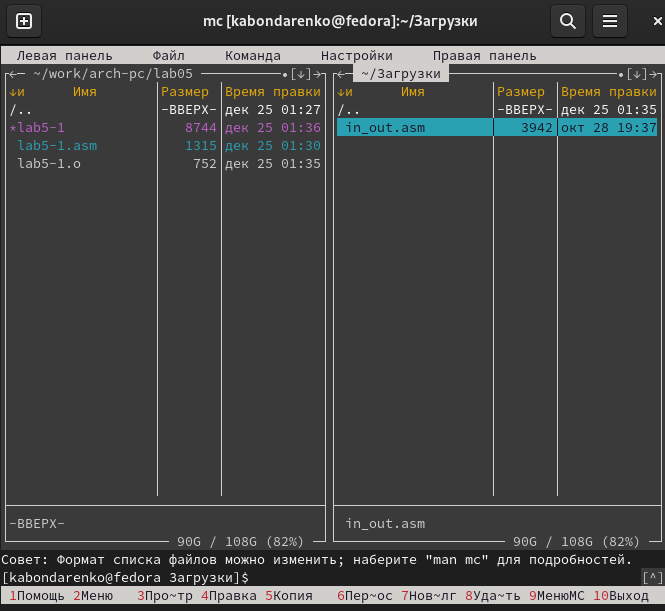 mc [kabondarenko@fedora]:~/Загрузки
Левая панель Файл Команда Настройки Правая панель
~/work/arch-pc/lab05 [↓] ~/Загрузки [↓]
↓и Имя Размер Время правки ↓и Имя Размер Время правки
/.. -ВВЕРХ- дек 25 01:27 /.. -ВВЕРХ- дек 25 01:35
*lab5-1 8744 дек 25 01:36 in_out.asm 3942 окт 28 19:37
lab5-1.asm 1315 дек 25 01:30
lab5-1.o 752 дек 25 01:35
-ВВЕРХ- in_out.asm
90G / 108G (82%) 90G / 108G (82%)
Совет: Формат списка файлов можно изменить; наберите "man mc" для подробностей.
[kabondarenko@fedora Загрузки]$ [^]
1Помощь 2Меню 3Про~тр 4Правка 5Копия 6Пер~ос 7Нов~лг 8Уда~ть 9МенюМС 10Выход